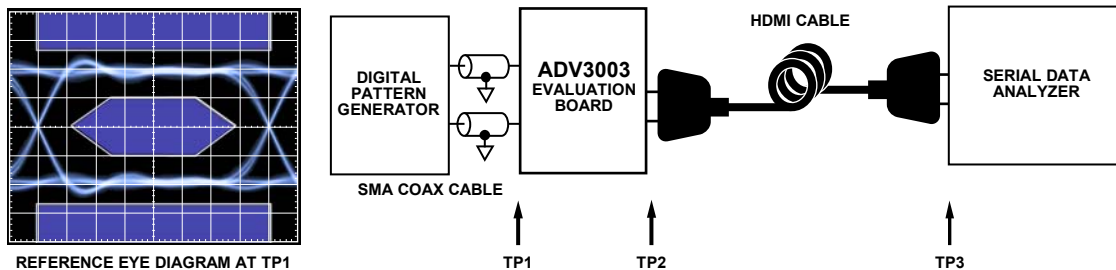 HDMI CABLE
DIGITAL
PATTERN
GENERATOR
ADV3003
EVALUATION
BOARD
SERIAL DATA
ANALYZER
SMA COAX CABLE
REFERENCE EYE DIAGRAM AT TP1
TP1
TP2
TP3